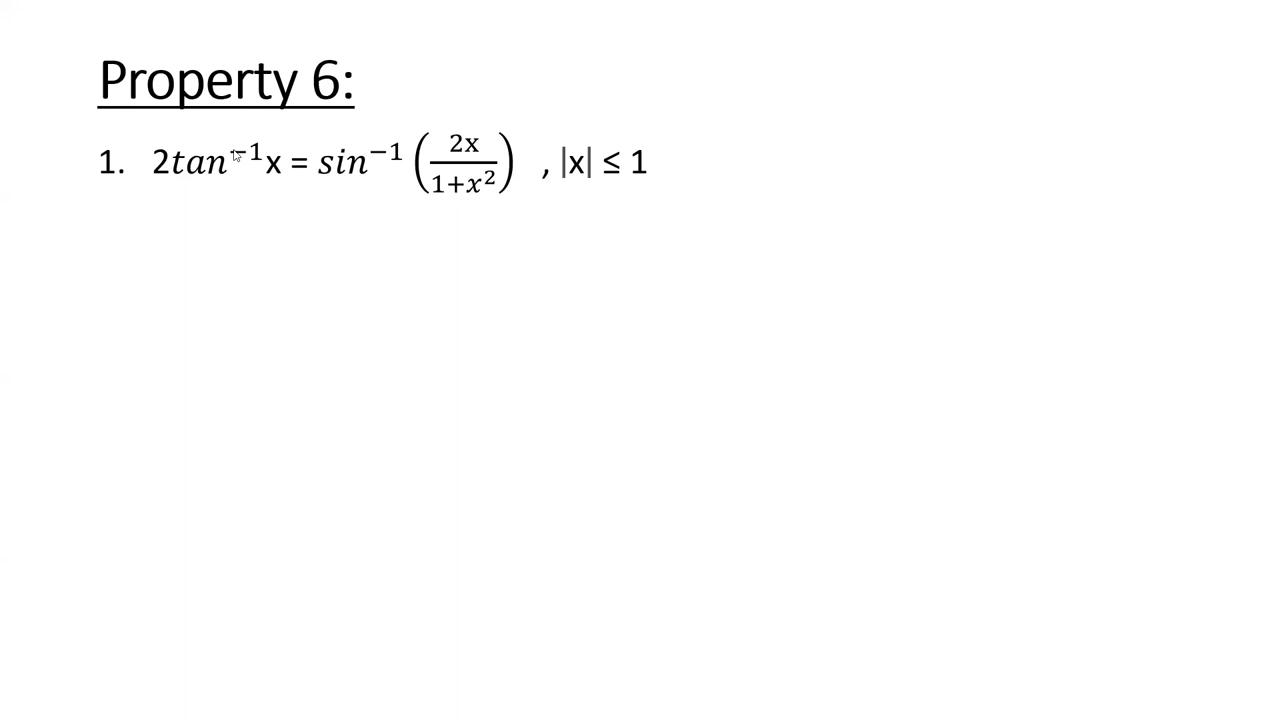 Property 6:
1. 2tan⁻¹x = sin⁻¹(2x/(1+x²)) , |x| ≤ 1